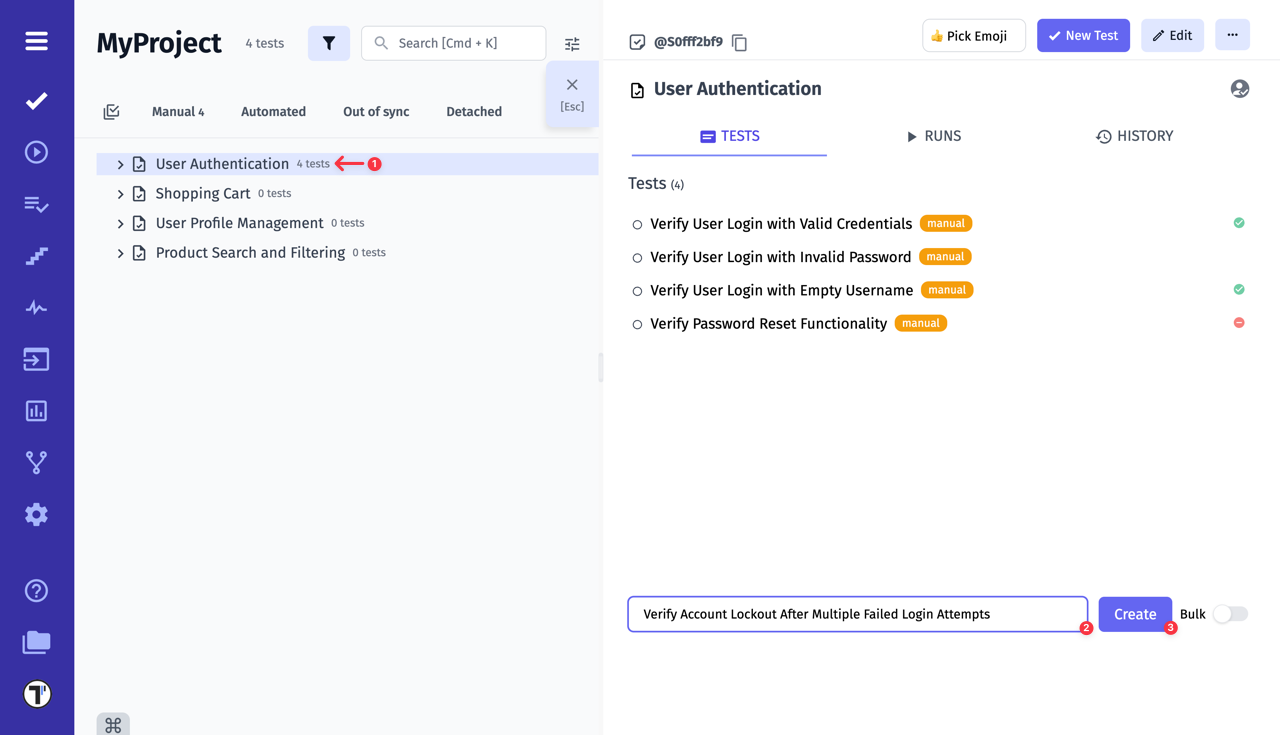 MyProject
4 tests
Search [Cmd + K]
[Esc]
Manual 4
Automated
Out of sync
Detached
User Authentication 4 tests 1
Shopping Cart 0 tests
User Profile Management 0 tests
Product Search and Filtering 0 tests
⌘
@S0fff2bf9
👍 Pick Emoji
New Test
Edit
...
User Authentication
TESTS
RUNS
HISTORY
Tests (4)
Verify User Login with Valid Credentials manual
Verify User Login with Invalid Password manual
Verify User Login with Empty Username manual
Verify Password Reset Functionality manual
Verify Account Lockout After Multiple Failed Login Attempts
2
Create
3
Bulk